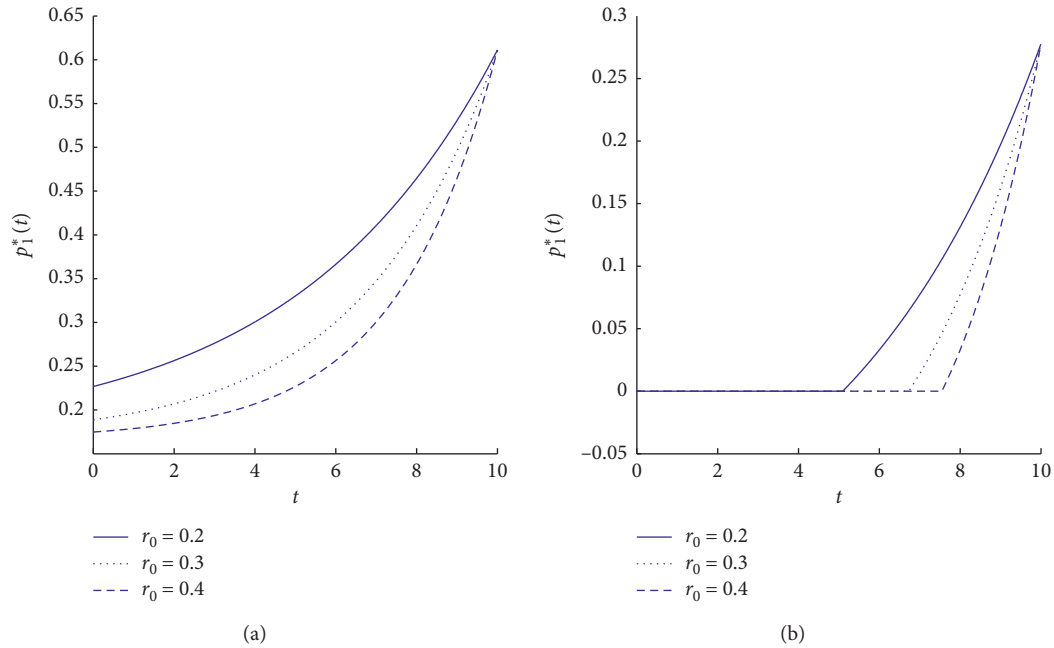 0.65
0.6
0.55
0.5
0.45
0.4
0.35
0.3
0.25
0.2
p₁*(t)
0 2 4 6 8 10
t
r₀ = 0.2
r₀ = 0.3
r₀ = 0.4
(a)
0.3
0.25
0.2
0.15
0.1
0.05
0
–0.05
p₁*(t)
0 2 4 6 8 10
t
r₀ = 0.2
r₀ = 0.3
r₀ = 0.4
(b)